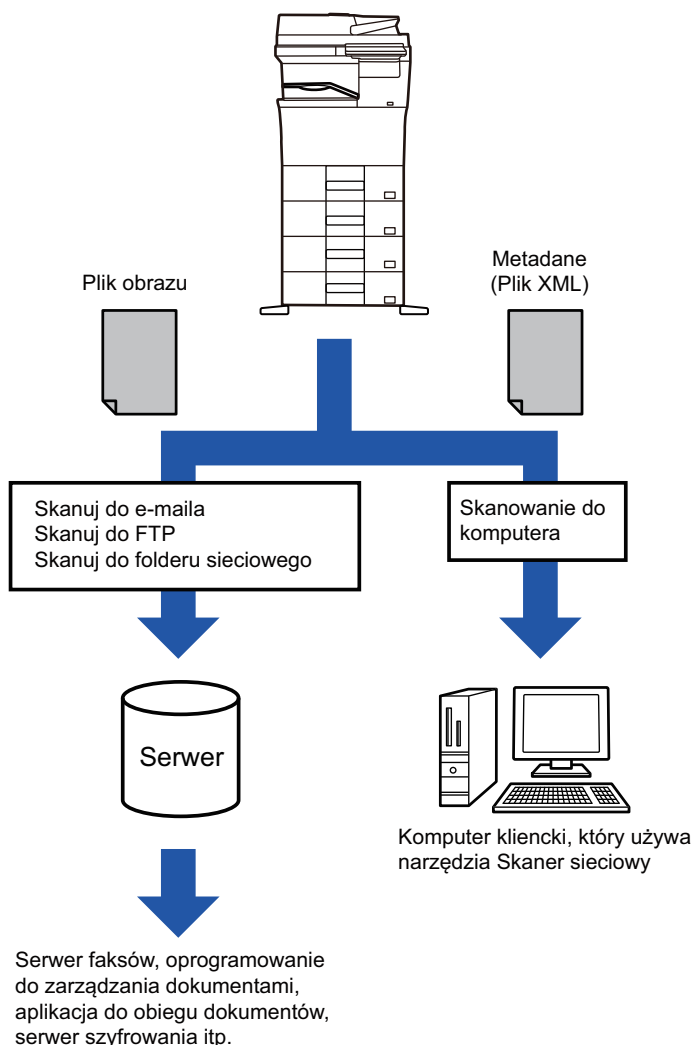 Plik obrazu
Metadane
(Plik XML)
Skanuj do e-maila
Skanuj do FTP
Skanuj do folderu sieciowego
Skanowanie do
komputera
Serwer
Komputer kliencki, który używa
narzędzia Skaner sieciowy
Serwer faksów, oprogramowanie
do zarządzania dokumentami,
aplikacja do obiegu dokumentów,
serwer szyfrowania itp.